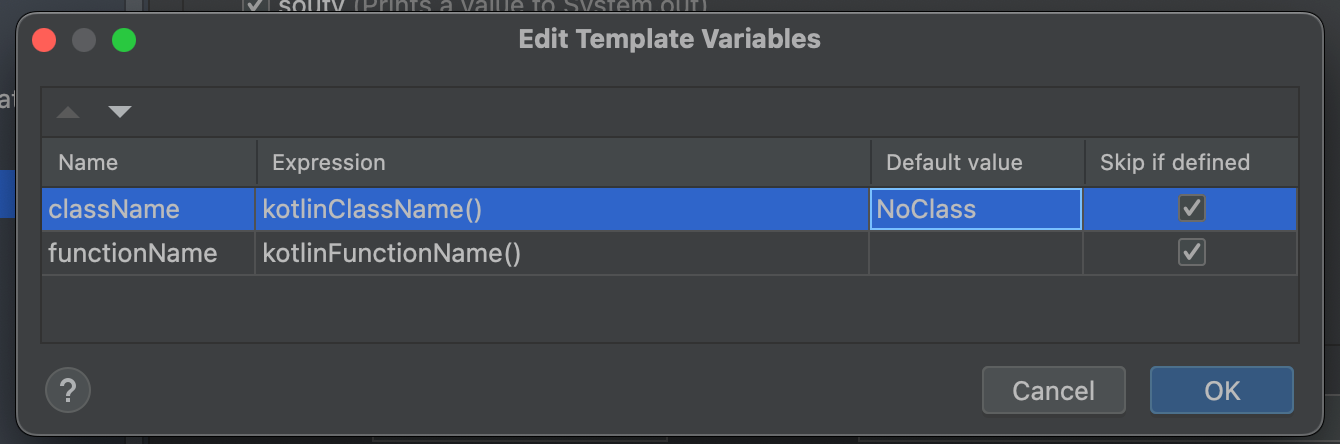 soutv (Prints a value to System.out)
Edit Template Variables
at
Name Expression Default value Skip if defined
className kotlinClassName() NoClass
functionName kotlinFunctionName()
? Cancel OK